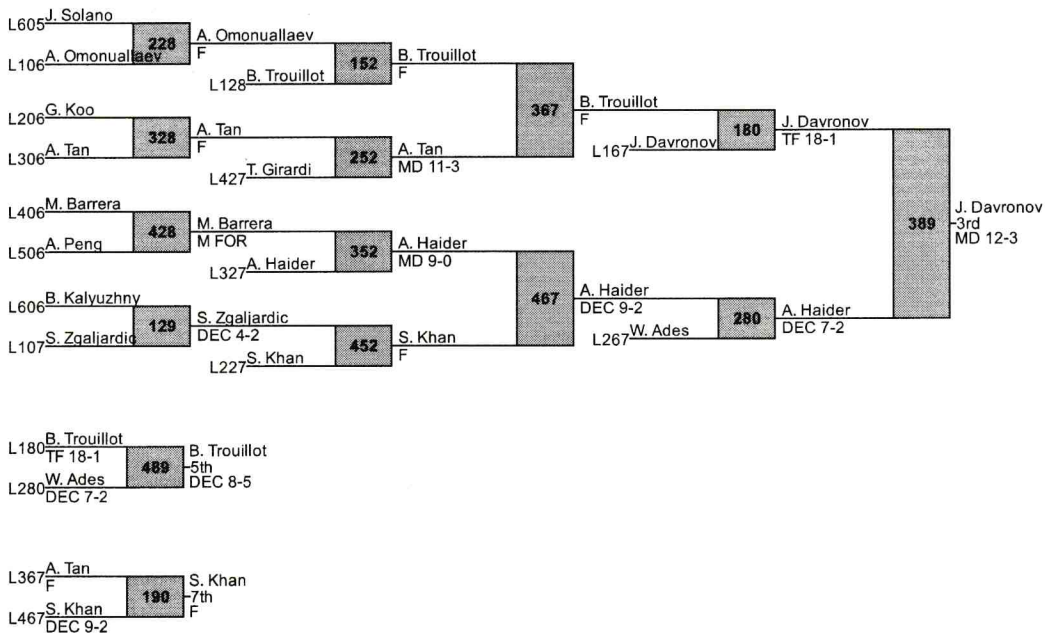 J. Solano
L605
228
A. Omonuallaev
F
A. Omonuallaev
L106
152
B. Trouillot
F
B. Trouillot
L128
367
B. Trouillot
F
G. Koo
L206
328
A. Tan
F
A. Tan
L306
252
A. Tan
MD 11-3
T. Girardi
L427
180
J. Davronov
TF 18-1
J. Davronov
L167
M. Barrera
L406
428
M. Barrera
M FOR
A. Peng
L506
352
A. Haider
MD 9-0
A. Haider
L327
389
J. Davronov
3rd
MD 12-3
467
A. Haider
DEC 9-2
B. Kalyuzhny
L606
129
S. Zgaljardic
DEC 4-2
S. Zgaljardic
L107
452
S. Khan
F
S. Khan
L227
280
A. Haider
DEC 7-2
W. Ades
L267
L180
B. Trouillot
TF 18-1
489
B. Trouillot
5th
DEC 8-5
L280
W. Ades
DEC 7-2
L367
A. Tan
F
190
S. Khan
7th
F
L467
S. Khan
DEC 9-2